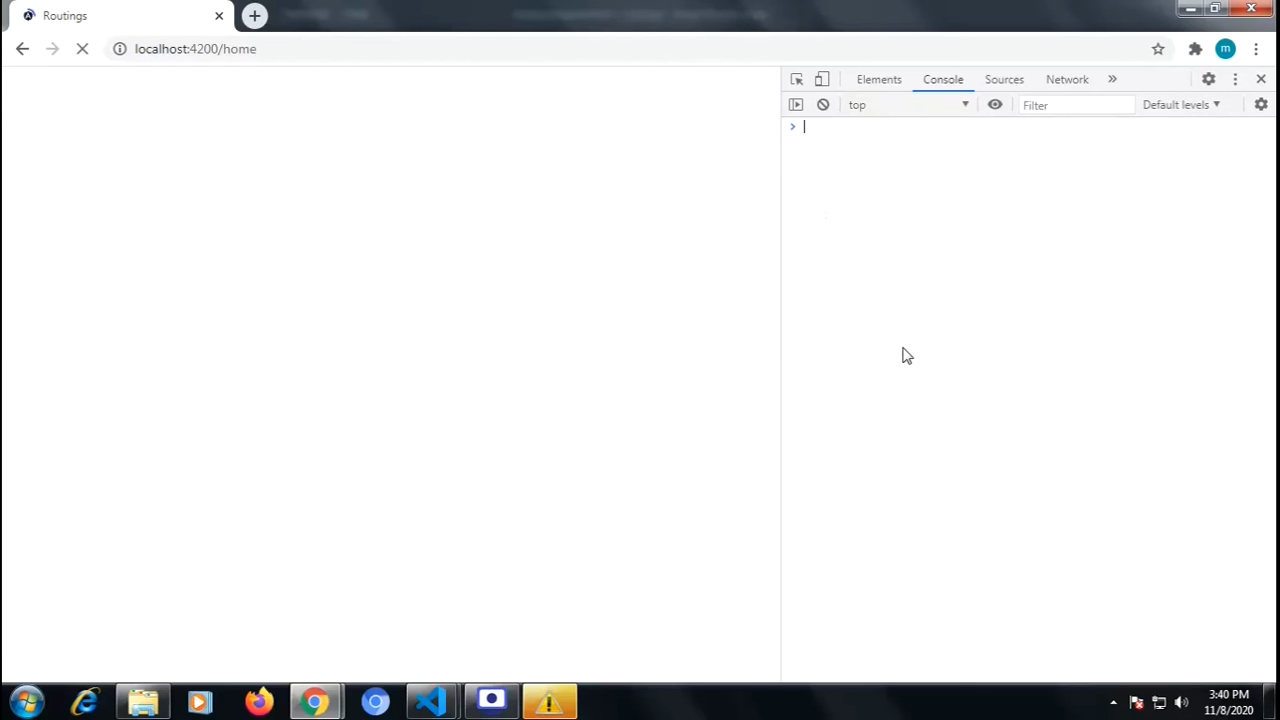 Routings
localhost:4200/home
m
Elements
Console
Sources
Network
top
Filter
Default levels
3:40 PM
11/8/2020